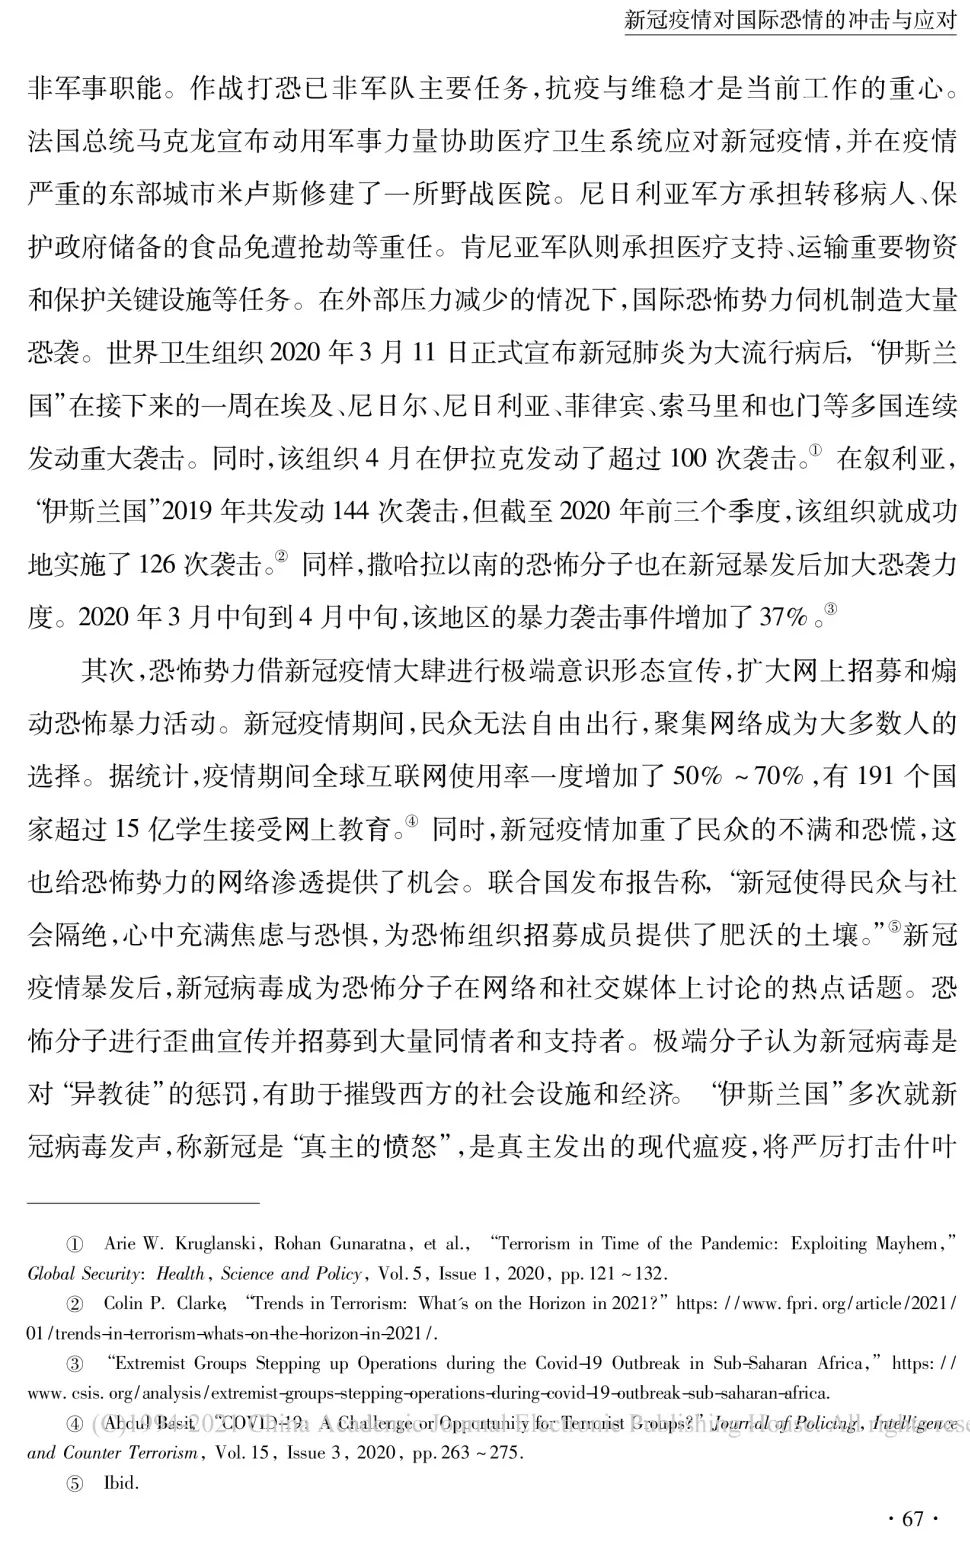 新冠疫情对国际恐情的冲击与应对
非军事职能。作战打恐已非军队主要任务,抗疫与维稳才是当前工作的重心。
法国总统马克龙宣布动用军事力量协助医疗卫生系统应对新冠疫情,并在疫情
严重的东部城市米卢斯修建了一所野战医院。尼日利亚军方承担转移病人、保
护政府储备的食品免遭抢劫等重任。肯尼亚军队则承担医疗支持、运输重要物资
和保护关键设施等任务。在外部压力减少的情况下,国际恐怖势力伺机制造大量
恐袭。世界卫生组织2020年3月11日正式宣布新冠肺炎为大流行病后,“伊斯兰
国”在接下来的一周在埃及、尼日尔、尼日利亚、菲律宾、索马里和也门等多国连续
发动重大袭击。同时,该组织4月在伊拉克发动了超过100次袭击。① 在叙利亚,
“伊斯兰国”2019年共发动144次袭击,但截至2020年前三个季度,该组织就成功
地实施了126次袭击。② 同样,撒哈拉以南的恐怖分子也在新冠暴发后加大恐袭力
度。2020年3月中旬到4月中旬,该地区的暴力袭击事件增加了37%。③
其次,恐怖势力借新冠疫情大肆进行极端意识形态宣传,扩大网上招募和煽
动恐怖暴力活动。新冠疫情期间,民众无法自由出行,聚集网络成为大多数人的
选择。据统计,疫情期间全球互联网使用率一度增加了50%~70%,有191个国
家超过15亿学生接受网上教育。④ 同时,新冠疫情加重了民众的不满和恐慌,这
也给恐怖势力的网络渗透提供了机会。联合国发布报告称,“新冠使得民众与社
会隔绝,心中充满焦虑与恐惧,为恐怖组织招募成员提供了肥沃的土壤。”⑤新冠
疫情暴发后,新冠病毒成为恐怖分子在网络和社交媒体上讨论的热点话题。恐
怖分子进行歪曲宣传并招募到大量同情者和支持者。极端分子认为新冠病毒是
对“异教徒”的惩罚,有助于摧毁西方的社会设施和经济。“伊斯兰国”多次就新
冠病毒发声,称新冠是“真主的愤怒”,是真主发出的现代瘟疫,将严厉打击什叶
① Arie W. Kruglanski, Rohan Gunaratna, et al., “Terrorism in Time of the Pandemic: Exploiting Mayhem,”
Global Security: Health, Science and Policy, Vol.5, Issue 1, 2020, pp.121~132.
② Colin P. Clarke, “Trends in Terrorism: What's on the Horizon in 2021?” https://www.fpri.org/article/2021/
01/trends-in-terrorism-whats-on-the-horizon-in-2021/.
③ “Extremist Groups Stepping up Operations during the Covid-19 Outbreak in Sub-Saharan Africa,” https://
www.csis.org/analysis/extremist-groups-stepping-operations-during-covid-19-outbreak-sub-saharan-africa.
④ Abdul Basit, “COVID-19: A Challenge or Opportunity for Terrorist Groups?” Journal of Policing, Intelligence
(C)1994-2021 China Academic Journal Electronic Publishing House. All rights rese
and Counter Terrorism, Vol.15, Issue 3, 2020, pp.263~275.
⑤ Ibid.
·67·